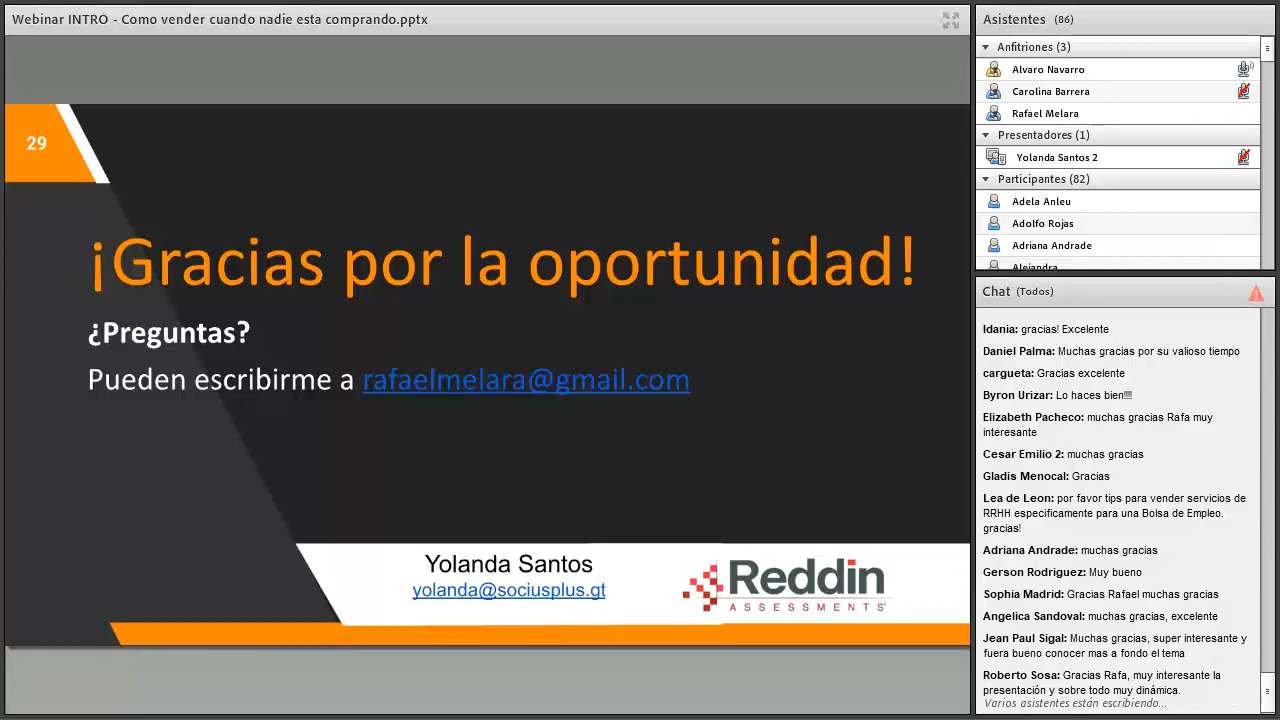 Webinar INTRO - Como vender cuando nadie esta comprando.pptx
29
¡Gracias por la oportunidad!
¿Preguntas?
Pueden escribirme a rafaelmelara@gmail.com
Yolanda Santos
yolanda@sociusplus.gt
Reddin
ASSESSMENTS
Asistentes (86)
Anfitriones (3)
Alvaro Navarro
Carolina Barrera
Rafael Melara
Presentadores (1)
Yolanda Santos 2
Participantes (82)
Adela Anleu
Adolfo Rojas
Adriana Andrade
Alejandra
Chat (Todos)
Idania: gracias! Excelente
Daniel Palma: Muchas gracias por su valioso tiempo
cargueta: Gracias excelente
Byron Urizar: Lo haces bien!!!!
Elizabeth Pacheco: muchas gracias Rafa muy
interesante
Cesar Emilio 2: muchas gracias
Gladis Menocal: Gracias
Lea de Leon: por favor tips para vender servicios de
RRHH especificamente para una Bolsa de Empleo.
gracias!
Adriana Andrade: muchas gracias
Gerson Rodriguez: Muy bueno
Sophia Madrid: Gracias Rafael muchas gracias
Angelica Sandoval: muchas gracias, excelente
Jean Paul Sigal: Muchas gracias, super interesante y
fuera bueno conocer mas a fondo el tema
Roberto Sosa: Gracias Rafa, muy interesante la
presentación y sobre todo muy dinámica.
Varios asistentes están escribiendo...